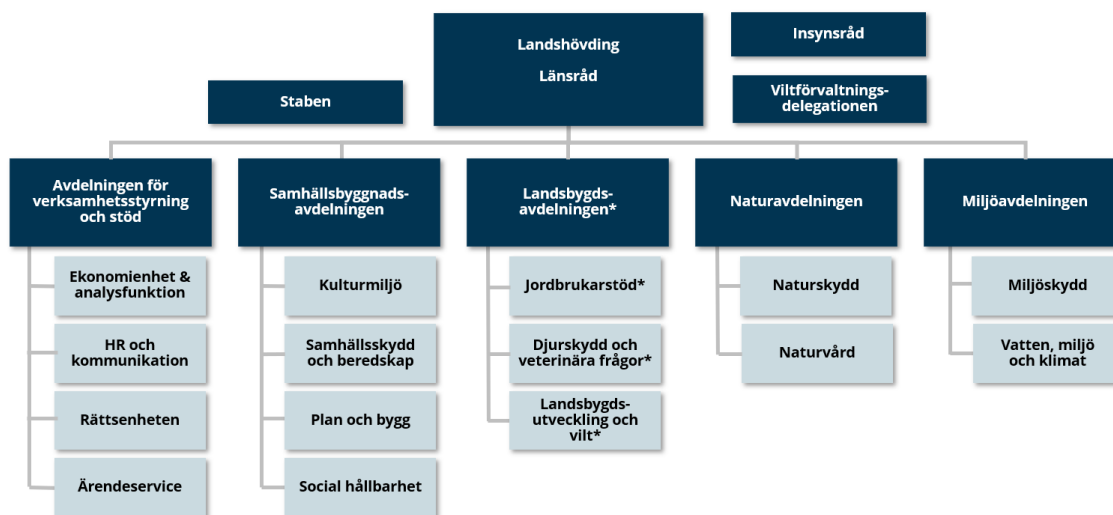 Landshövding
Länsråd
Insynsråd
Viltförvaltnings-
delegationen
Staben
Avdelningen för
verksamhetsstyrning
och stöd
Ekonomienhet &
analysfunktion
HR och
kommunikation
Rättsenheten
Ärendeservice
Samhällsbyggnads-
avdelningen
Kulturmiljö
Samhällsskydd
och beredskap
Plan och bygg
Social hållbarhet
Landsbygds-
avdelningen*
Jordbrukarstöd*
Djurskydd och
veterinära frågor*
Landsbygds-
utveckling och
vilt*
Naturavdelningen
Naturskydd
Naturvård
Miljöavdelningen
Miljöskydd
Vatten, miljö
och klimat